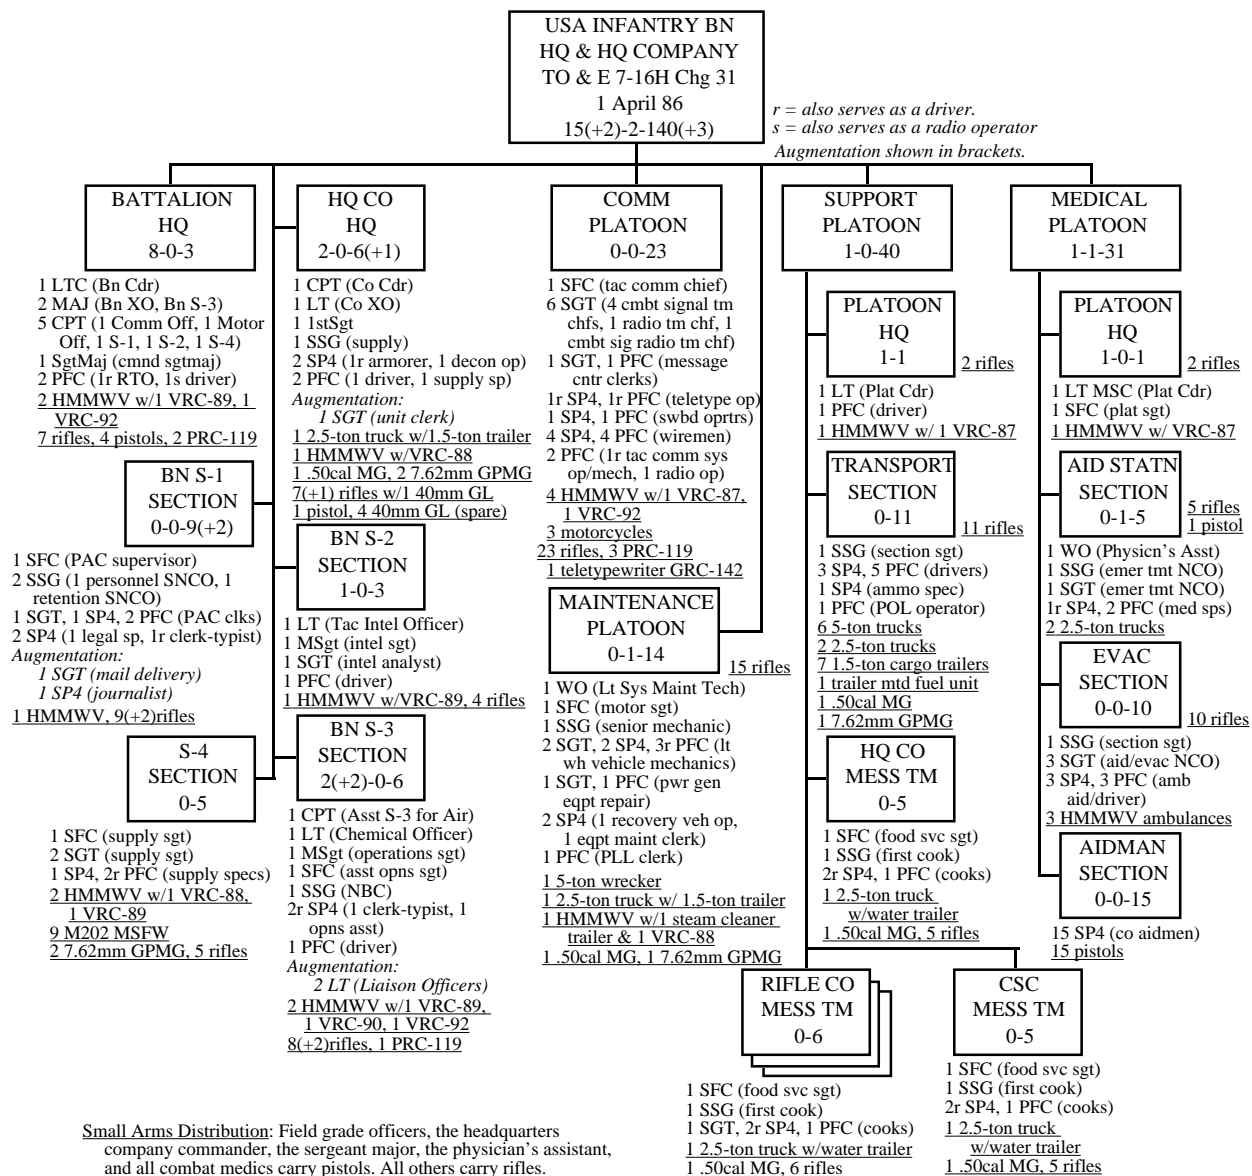 USA INFANTRY BN
HQ & HQ COMPANY
TO & E 7-16H Chg 31
1 April 86
15(+2)-2-140(+3)
r = also serves as a driver.
s = also serves as a radio operator
Augmentation shown in brackets.
BATTALION
HQ
8-0-3
1 LTC (Bn Cdr)
2 MAJ (Bn XO, Bn S-3)
5 CPT (1 Comm Off, 1 Motor
Off, 1 S-1, 1 S-2, 1 S-4)
1 SgtMaj (cmnd sgtmaj)
2 PFC (1r RTO, 1s driver)
2 HMMWV w/1 VRC-89, 1
VRC-92
7 rifles, 4 pistols, 2 PRC-119
BN S-1
SECTION
0-0-9(+2)
1 SFC (PAC supervisor)
2 SSG (1 personnel SNCO, 1
retention SNCO)
1 SGT, 1 SP4, 2 PFC (PAC clks)
2 SP4 (1 legal sp, 1r clerk-typist)
Augmentation:
1 SGT (mail delivery)
1 SP4 (journalist)
1 HMMWV, 9(+2)rifles
S-4
SECTION
0-5
1 SFC (supply sgt)
2 SGT (supply sgt)
1 SP4, 2r PFC (supply specs)
2 HMMWV w/1 VRC-88,
1 VRC-89
9 M202 MSFW
2 7.62mm GPMG, 5 rifles
HQ CO
HQ
2-0-6(+1)
1 CPT (Co Cdr)
1 LT (Co XO)
1 1stSgt
1 SSG (supply)
2 SP4 (1r armorer, 1 decon op)
2 PFC (1 driver, 1 supply sp)
Augmentation:
1 SGT (unit clerk)
1 2.5-ton truck w/1.5-ton trailer
1 HMMWV w/VRC-88
1 .50cal MG, 2 7.62mm GPMG
7(+1) rifles w/1 40mm GL
1 pistol, 4 40mm GL (spare)
BN S-2
SECTION
1-0-3
1 LT (Tac Intel Officer)
1 MSgt (intel sgt)
1 SGT (intel analyst)
1 PFC (driver)
1 HMMWV w/VRC-89, 4 rifles
BN S-3
SECTION
2(+2)-0-6
1 CPT (Asst S-3 for Air)
1 LT (Chemical Officer)
1 MSgt (operations sgt)
1 SFC (asst opns sgt)
1 SSG (NBC)
2r SP4 (1 clerk-typist, 1
opns asst)
1 PFC (driver)
Augmentation:
2 LT (Liaison Officers)
2 HMMWV w/1 VRC-89,
1 VRC-90, 1 VRC-92
8(+2)rifles, 1 PRC-119
COMM
PLATOON
0-0-23
1 SFC (tac comm chief)
6 SGT (4 cmbt signal tm
chfs, 1 radio tm chf, 1
cmbt sig radio tm chf)
1 SGT, 1 PFC (message
cntr clerks)
1r SP4, 1r PFC (teletype op)
1 SP4, 1 PFC (swbd oprtrs)
4 SP4, 4 PFC (wiremen)
2 PFC (1r tac comm sys
op/mech, 1 radio op)
4 HMMWV w/1 VRC-87,
1 VRC-92
3 motorcycles
23 rifles, 3 PRC-119
1 teletypewriter GRC-142
MAINTENANCE
PLATOON
0-1-14
15 rifles
1 WO (Lt Sys Maint Tech)
1 SFC (motor sgt)
1 SSG (senior mechanic)
2 SGT, 2 SP4, 3r PFC (lt
wh vehicle mechanics)
1 SGT, 1 PFC (pwr gen
eqpt repair)
2 SP4 (1 recovery veh op,
1 eqpt maint clerk)
1 PFC (PLL clerk)
1 5-ton wrecker
1 2.5-ton truck w/ 1.5-ton trailer
1 HMMWV w/1 steam cleaner
trailer & 1 VRC-88
1 .50cal MG, 1 7.62mm GPMG
SUPPORT
PLATOON
1-0-40
PLATOON
HQ
1-1
2 rifles
1 LT (Plat Cdr)
1 PFC (driver)
1 HMMWV w/ 1 VRC-87
TRANSPORT
SECTION
0-11
11 rifles
1 SSG (section sgt)
3 SP4, 5 PFC (drivers)
1 SP4 (ammo spec)
1 PFC (POL operator)
6 5-ton trucks
2 2.5-ton trucks
7 1.5-ton cargo trailers
1 trailer mtd fuel unit
1 .50cal MG
1 7.62mm GPMG
HQ CO
MESS TM
0-5
1 SFC (food svc sgt)
1 SSG (first cook)
2r SP4, 1 PFC (cooks)
1 2.5-ton truck
w/water trailer
1 .50cal MG, 5 rifles
RIFLE CO
MESS TM
0-6
1 SFC (food svc sgt)
1 SSG (first cook)
1 SGT, 2r SP4, 1 PFC (cooks)
1 2.5-ton truck w/water trailer
1 .50cal MG, 6 rifles
CSC
MESS TM
0-5
1 SFC (food svc sgt)
1 SSG (first cook)
2r SP4, 1 PFC (cooks)
1 2.5-ton truck
w/water trailer
1 .50cal MG, 5 rifles
MEDICAL
PLATOON
1-1-31
PLATOON
HQ
1-0-1
2 rifles
1 LT MSC (Plat Cdr)
1 SFC (plat sgt)
1 HMMWV w/ VRC-87
AID STATN
SECTION
0-1-5
5 rifles
1 pistol
1 WO (Physicn's Asst)
1 SSG (emer tmt NCO)
1 SGT (emer tmt NCO)
1r SP4, 2 PFC (med sps)
2 2.5-ton trucks
EVAC
SECTION
0-0-10
10 rifles
1 SSG (section sgt)
3 SGT (aid/evac NCO)
3 SP4, 3 PFC (amb
aid/driver)
3 HMMWV ambulances
AIDMAN
SECTION
0-0-15
15 SP4 (co aidmen)
15 pistols
Small Arms Distribution: Field grade officers, the headquarters
company commander, the sergeant major, the physician's assistant,
and all combat medics carry pistols. All others carry rifles.